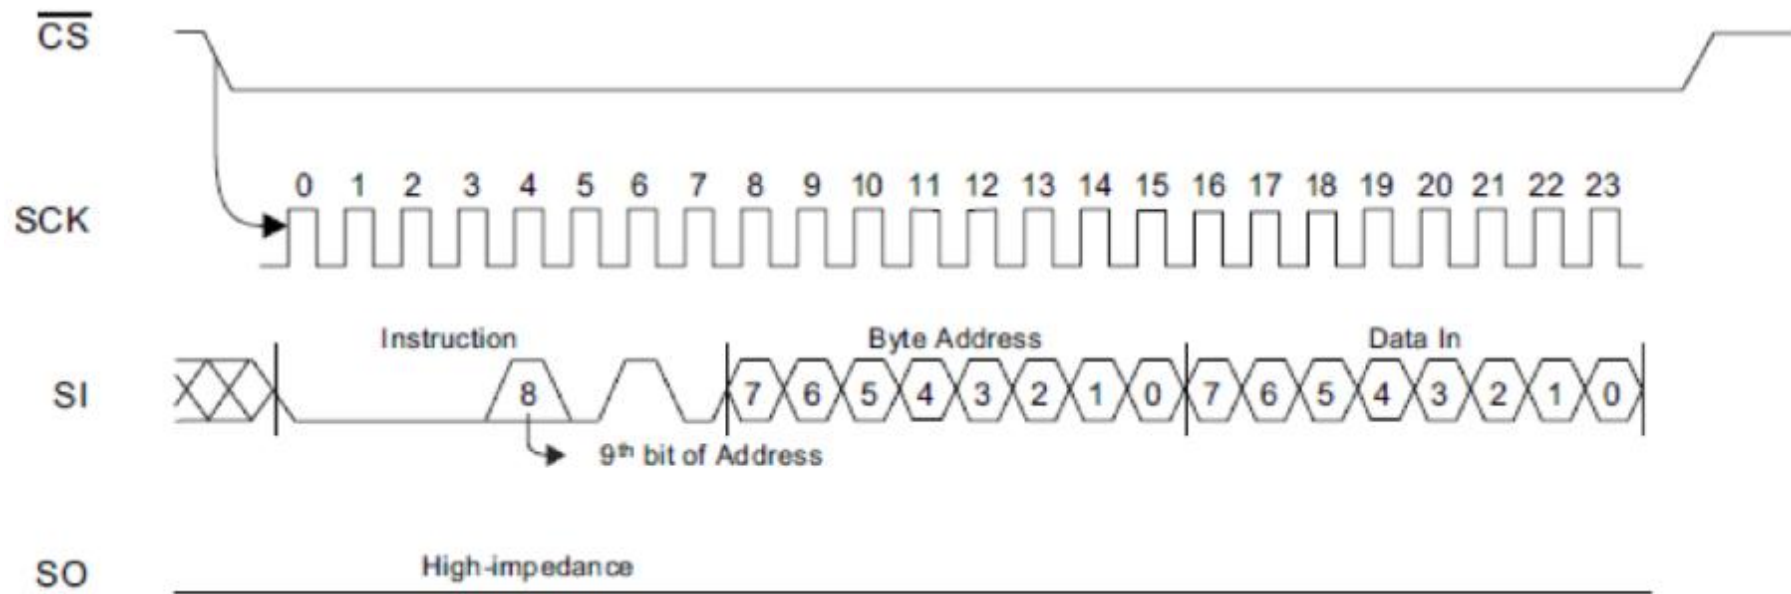 CS
0 1 2 3 4 5 6 7 8 9 10 11 12 13 14 15 16 17 18 19 20 21 22 23
SCK
Instruction Byte Address Data In
SI 8 7 6 5 4 3 2 1 0 7 6 5 4 3 2 1 0
9th bit of Address
High-impedance
SO